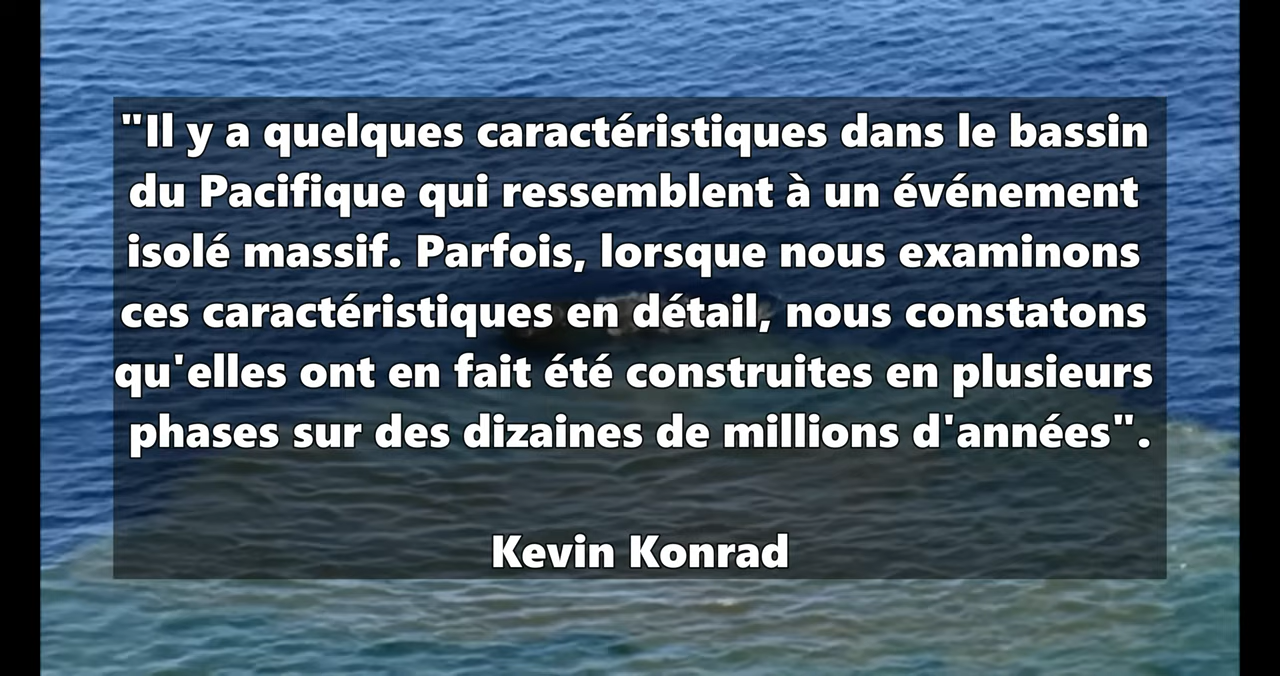 "Il y a quelques caractéristiques dans le bassin
du Pacifique qui ressemblent à un événement
isolé massif. Parfois, lorsque nous examinons
ces caractéristiques en détail, nous constatons
qu'elles ont en fait été construites en plusieurs
phases sur des dizaines de millions d'années".
Kevin Konrad